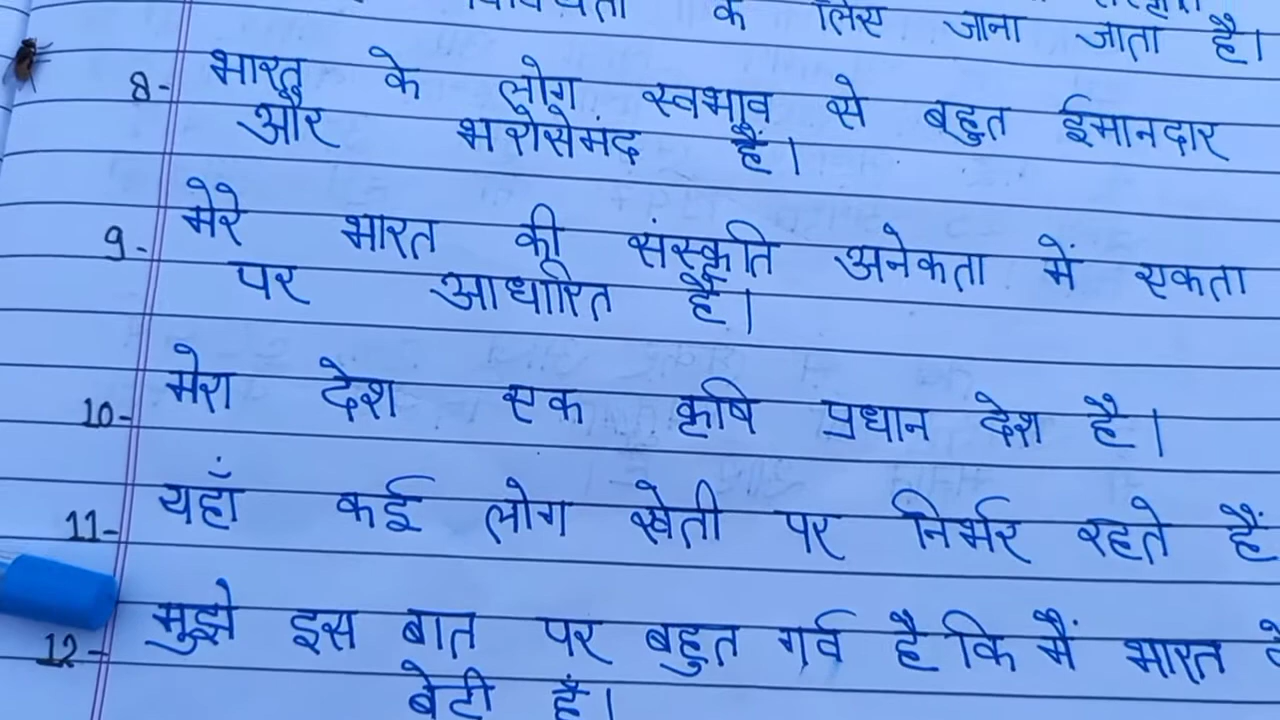 के लिए जाना जाता है।
8- भारत के लोग स्वभाव से बहुत ईमानदार
और भरोसेमंद हैं।
9- मेरे भारत की संस्कृति अनेकता में एकता
पर आधारित है।
10- मेरा देश एक कृषि प्रधान देश है।
11- यहाँ कई लोग खेती पर निर्भर रहते हैं
12- मुझे इस बात पर बहुत गर्व है कि मैं भारत
बेटी हूँ।